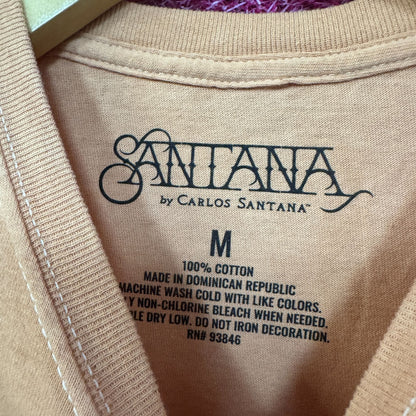 SANTANA
by CARLOS SANTANA™
M
100% COTTON
MADE IN DOMINICAN REPUBLIC
MACHINE WASH COLD WITH LIKE COLORS.
NON-CHLORINE BLEACH WHEN NEEDED.
DRY LOW. DO NOT IRON DECORATION.
RN# 93846